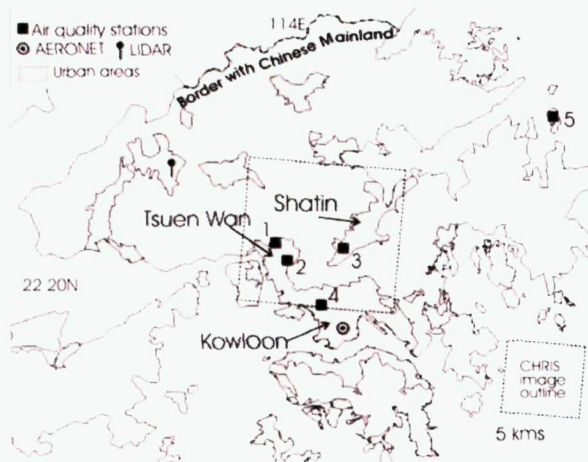 Air quality stations
AERONET LIDAR
Urban areas
114E
Border with Chinese Mainland
5
Shatin
Tsuen Wan
1
2
3
22 20N
4
Kowloon
CHRIS
image
outline
5 kms